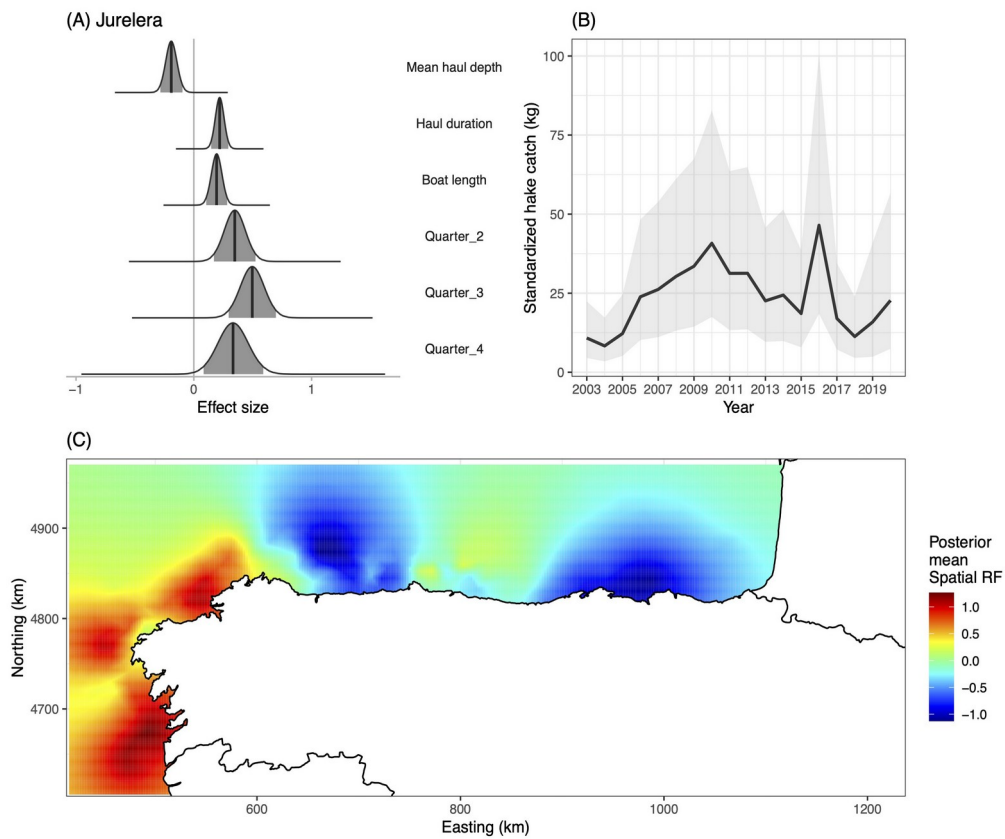 (A) Jurelera
Mean haul depth
Haul duration
Boat length
Quarter_2
Quarter_3
Quarter_4
−1 0 1
Effect size
(B)
Standardized hake catch (kg)
100
75
50
25
0
2003 2005 2007 2009 2011 2013 2015 2017 2019
Year
(C)
Northing (km)
4900
4800
4700
600 800 1000 1200
Easting (km)
Posterior
mean
Spatial RF
1.0
0.5
0.0
−0.5
−1.0